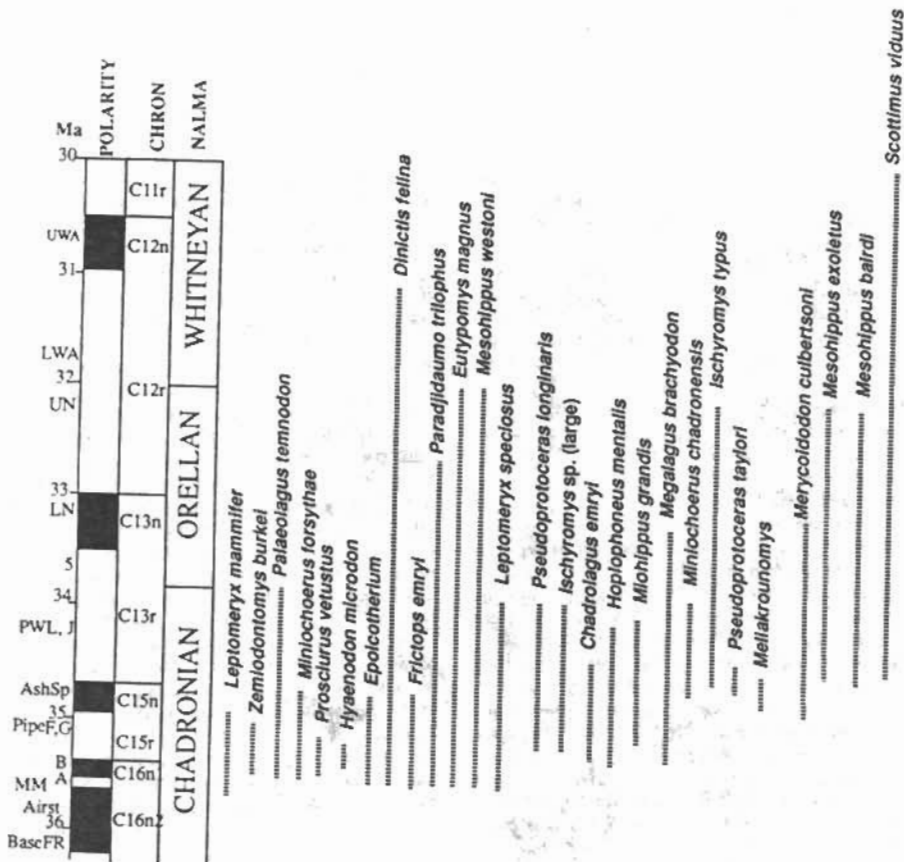 Ma
POLARITY
CHRON
NALMA
30
UWA
31
LWA
32
UN
33
LN
5
34
PWL, J
AshSp
35
PipeF,G
B
A
MM
Airst
36
BaseFR
C11r
C12n
C12r
C13n
C13r
C15n
C15r
C16n
C16n2
WHITNEYAN
ORELLAN
CHADRONIAN
Leptomeryx mammifer
Zemiodontomys burkei
Palaeolagus temnodon
Miniochoerus forsythae
Prosciurus vetustus
Hyaenodon microdon
Epoicotherium
Dinictis felina
Frictops emryi
Paradjidaumo trilophus
Eutypomys magnus
Mesohippus westoni
Leptomeryx speciosus
Pseudoprotoceras longinaris
Ischyromys sp. (large)
Chadrolagus emryi
Hoplophoneus mentalis
Miohippus grandis
Megalagus brachyodon
Miniochoerus chadronensis
Ischyromys typus
Pseudoprotoceras taylori
Meliakrounomys
Merycoidodon culbertsoni
Mesohippus exoletus
Mesohippus bairdi
Scottimus viduus